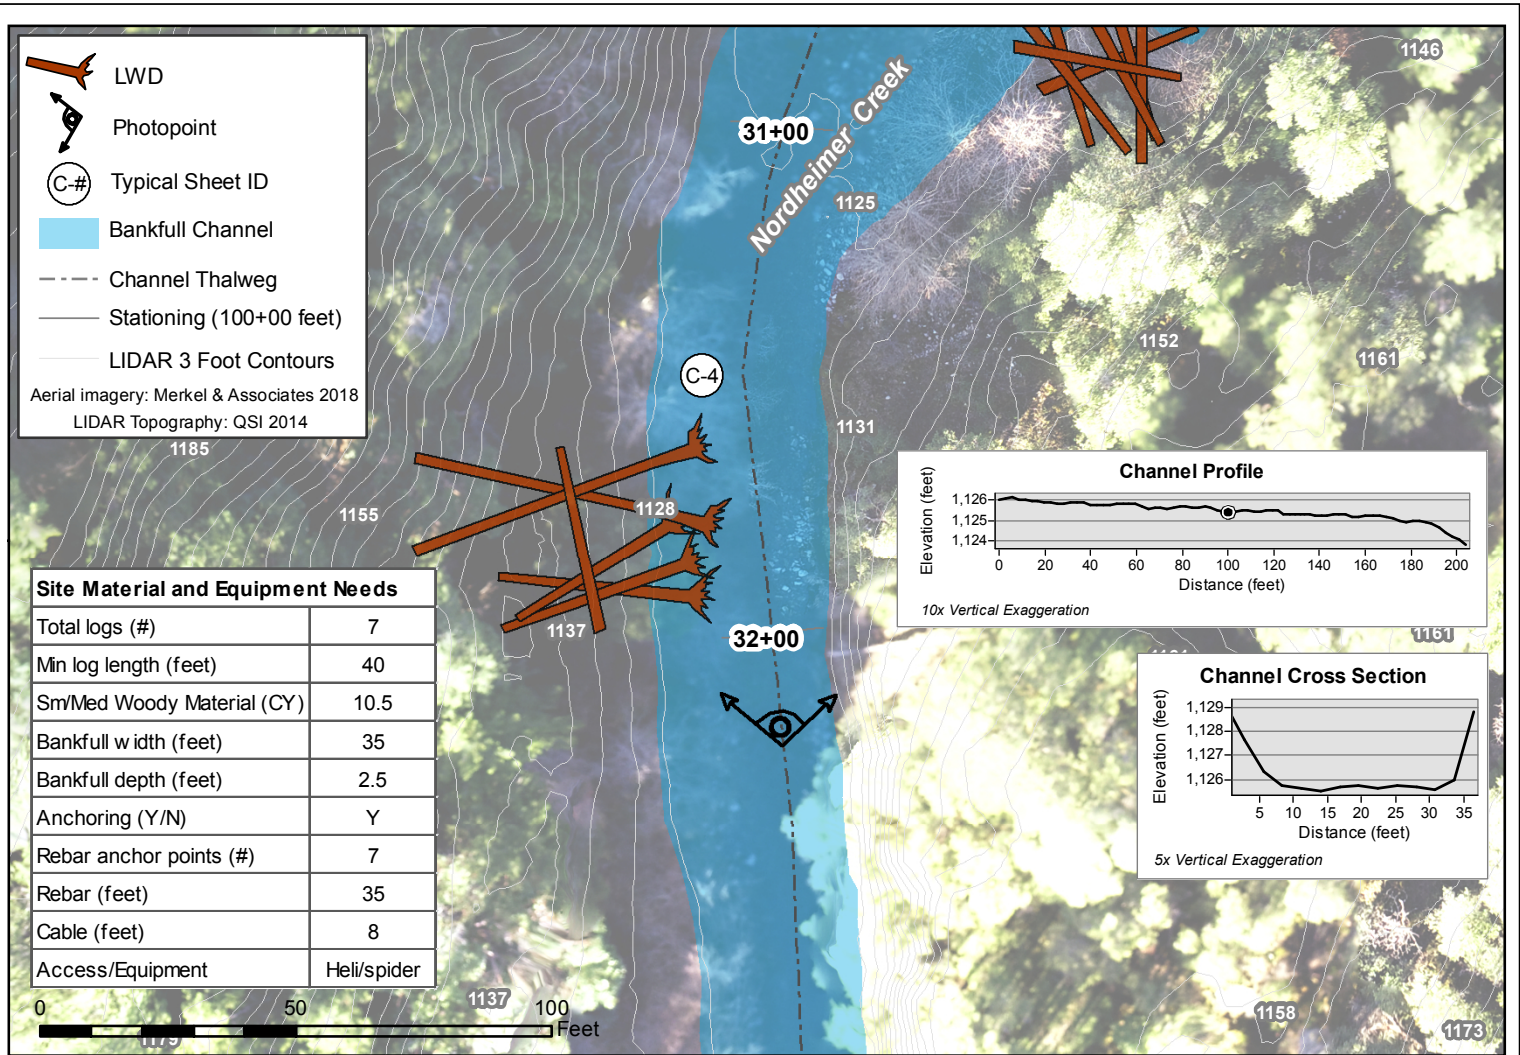 LWD
Photopoint
C-#
Typical Sheet ID
Bankfull Channel
Channel Thalweg
Stationing (100+00 feet)
LIDAR 3 Foot Contours
Aerial imagery: Merkel & Associates 2018
LIDAR Topography: QSI 2014
31+00
Nordheimer Creek
1146
1125
1152
1161
C-4
1131
1185
1155
1128
1137
32+00
Channel Profile
Elevation (feet)
1,126
1,125
1,124
0 20 40 60 80 100 120 140 160 180 200
Distance (feet)
10x Vertical Exaggeration
1161
Channel Cross Section
Elevation (feet)
1,129
1,128
1,127
1,126
5 10 15 20 25 30 35
Distance (feet)
5x Vertical Exaggeration
Site Material and Equipment Needs
Total logs (#) 7
Min log length (feet) 40
Sm/Med Woody Material (CY) 10.5
Bankfull width (feet) 35
Bankfull depth (feet) 2.5
Anchoring (Y/N) Y
Rebar anchor points (#) 7
Rebar (feet) 35
Cable (feet) 8
Access/Equipment Heli/spider
1137
0 50 100
Feet
1179
1158
1173